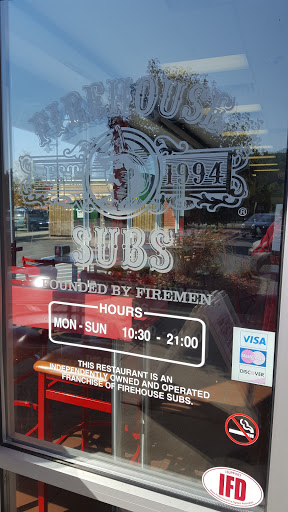 FIREHOUSE
EST. 1994
®
SUBS
FOUNDED BY FIREMEN
HOURS
MON - SUN 10:30 - 21:00
THIS RESTAURANT IS AN
INDEPENDENTLY OWNED AND OPERATED
FRANCHISE OF FIREHOUSE SUBS.
VISA
DISCOVER
IFD